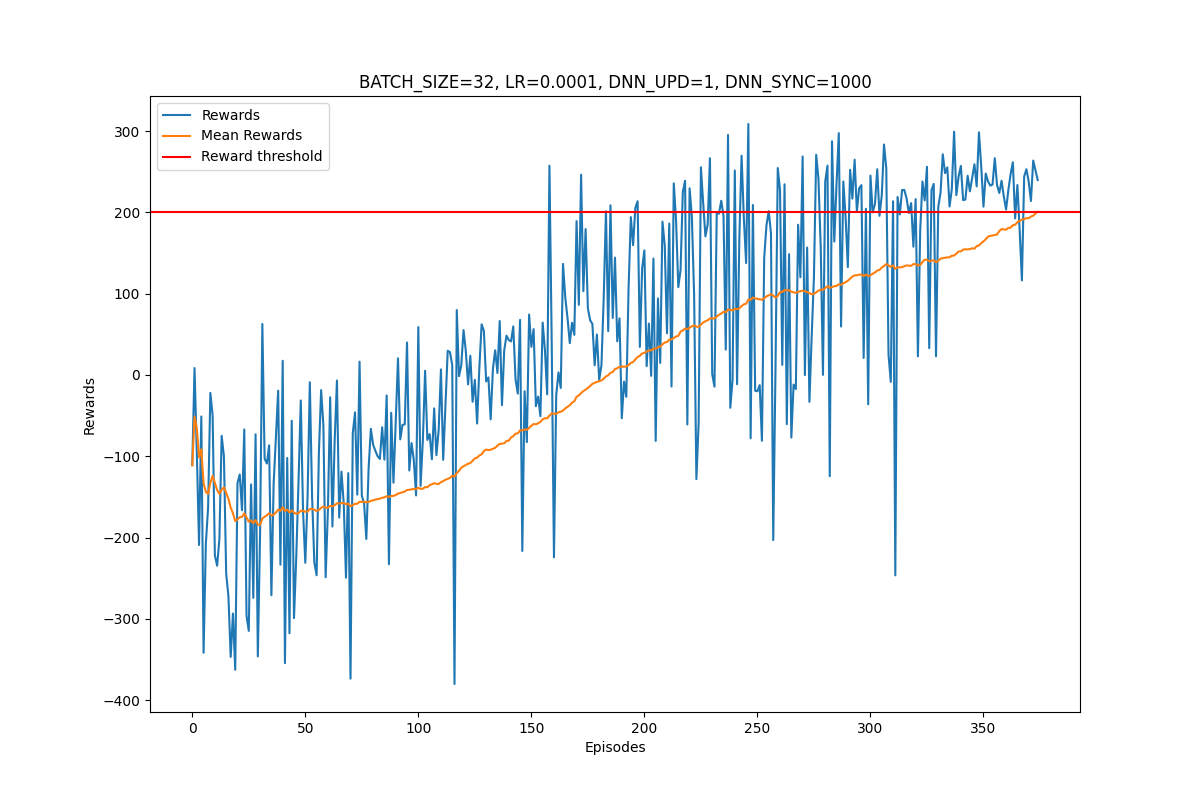 BATCH_SIZE=32, LR=0.0001, DNN_UPD=1, DNN_SYNC=1000
Rewards
Mean Rewards
Reward threshold
300
200
100
0
−100
−200
−300
−400
Rewards
0 50 100 150 200 250 300 350
Episodes